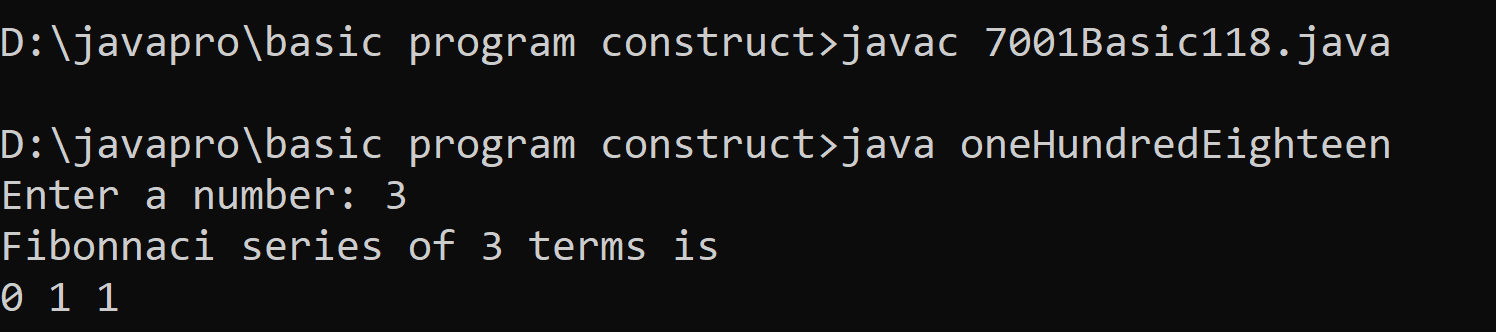 D:\javapro\basic program construct>javac 7001Basic118.java
D:\javapro\basic program construct>java oneHundredEighteen
Enter a number: 3
Fibonnaci series of 3 terms is
0 1 1